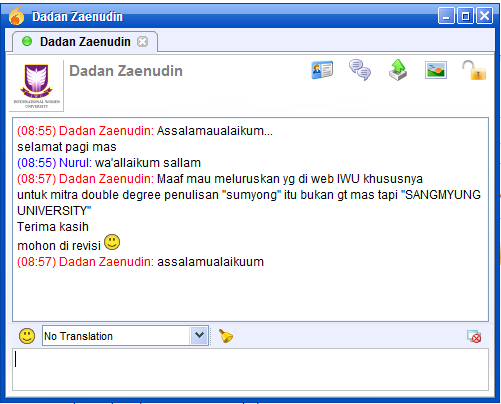 Dadan Zaenudin
Dadan Zaenudin
INTERNATIONAL WOMEN
UNIVERSITY
Dadan Zaenudin
(08:55) Dadan Zaenudin: Assalamaualaikum...
selamat pagi mas
(08:55) Nurul: wa'allaikum sallam
(08:57) Dadan Zaenudin: Maaf mau meluruskan yg di web IWU khususnya
untuk mitra double degree penulisan "sumyong" itu bukan gt mas tapi "SANGMYUNG
UNIVERSITY"
Terima kasih
mohon di revisi
(08:57) Dadan Zaenudin: assalamualaikuum
No Translation